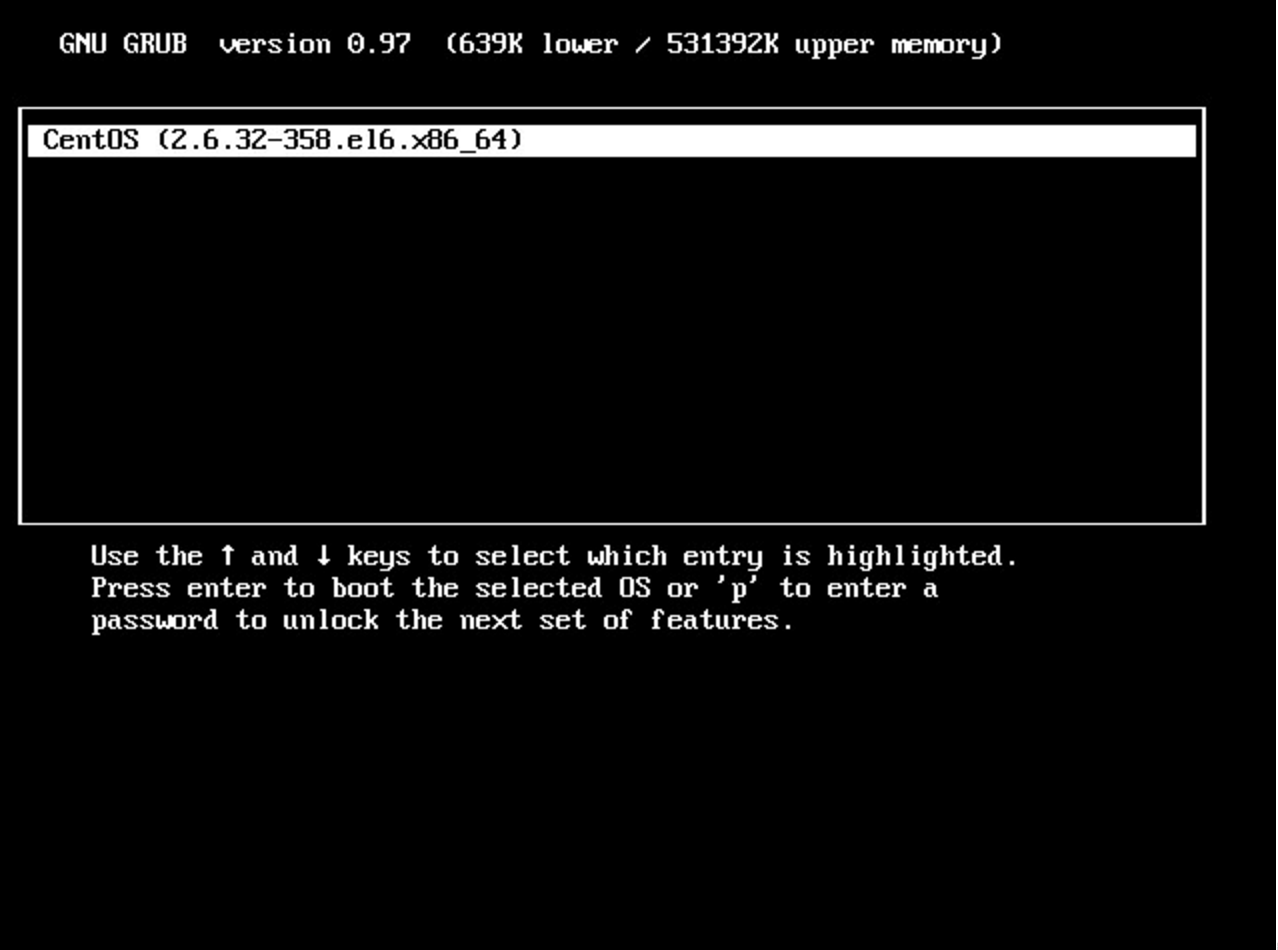 GNU GRUB  version 0.97  (639K lower / 531392K upper memory)
CentOS (2.6.32-358.el6.x86_64)
Use the ↑ and ↓ keys to select which entry is highlighted.
Press enter to boot the selected OS or 'p' to enter a
password to unlock the next set of features.